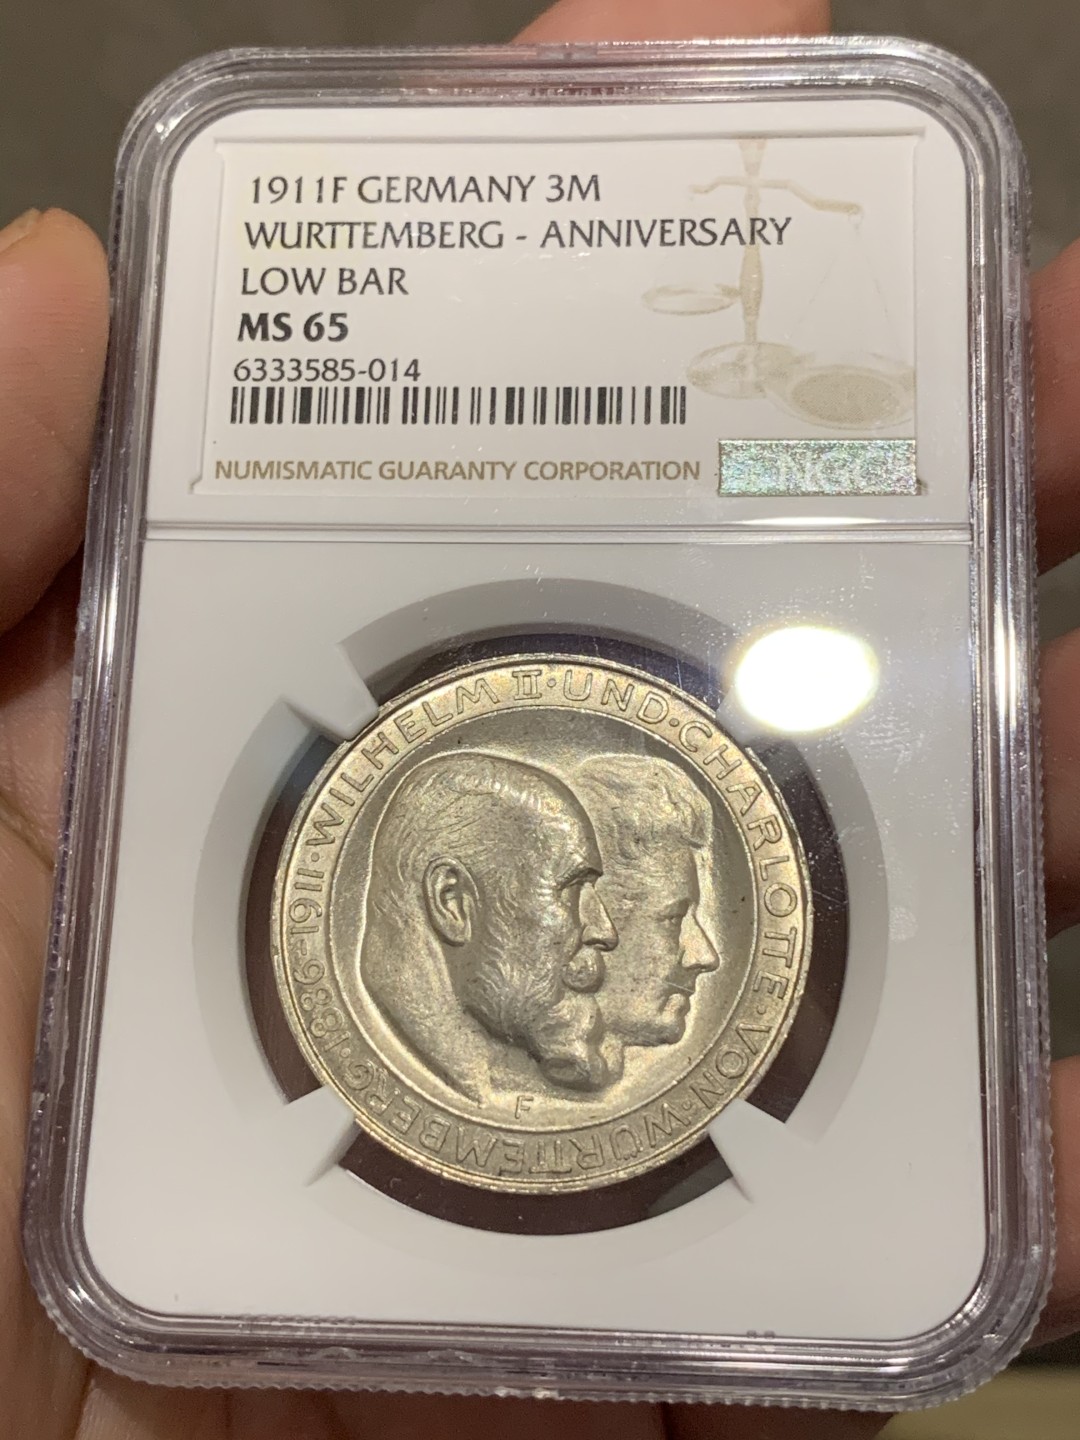 1911F GERMANY 3M
WURTTEMBERG - ANNIVERSARY
LOW BAR
MS 65
6333585-014
NUMISMATIC GUARANTY CORPORATION
NGC
WILHELM II·UND·CHARLOTTE·VON·WÜRTTEMBERG·1886-1911·
F